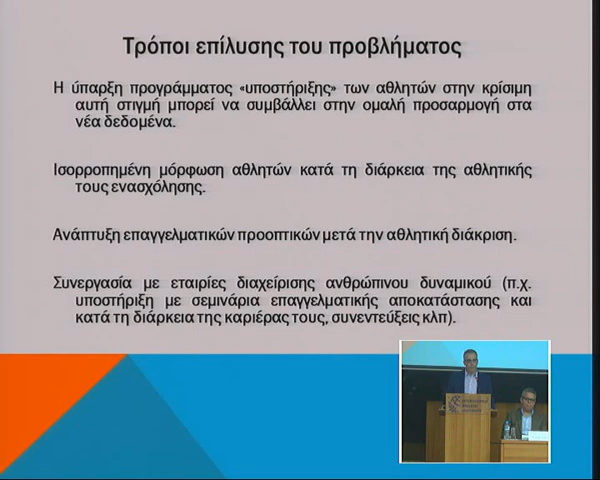 Τρόποι επίλυσης του προβλήματος
Η ύπαρξη προγράμματος «υποστήριξης» των αθλητών στην κρίσιμη
αυτή στιγμή μπορεί να συμβάλλει στην ομαλή προσαρμογή στα
νέα δεδομένα.
Ισορροπημένη μόρφωση αθλητών κατά τη διάρκεια της αθλητικής
τους ενασχόλησης.
Ανάπτυξη επαγγελματικών προοπτικών μετά την αθλητική διάκριση.
Συνεργασία με εταιρίες διαχείρισης ανθρώπινου δυναμικού (π.χ.
υποστήριξη με σεμινάρια επαγγελματικής αποκατάστασης και
κατά τη διάρκεια της καριέρας τους, συνεντεύξεις κλπ).